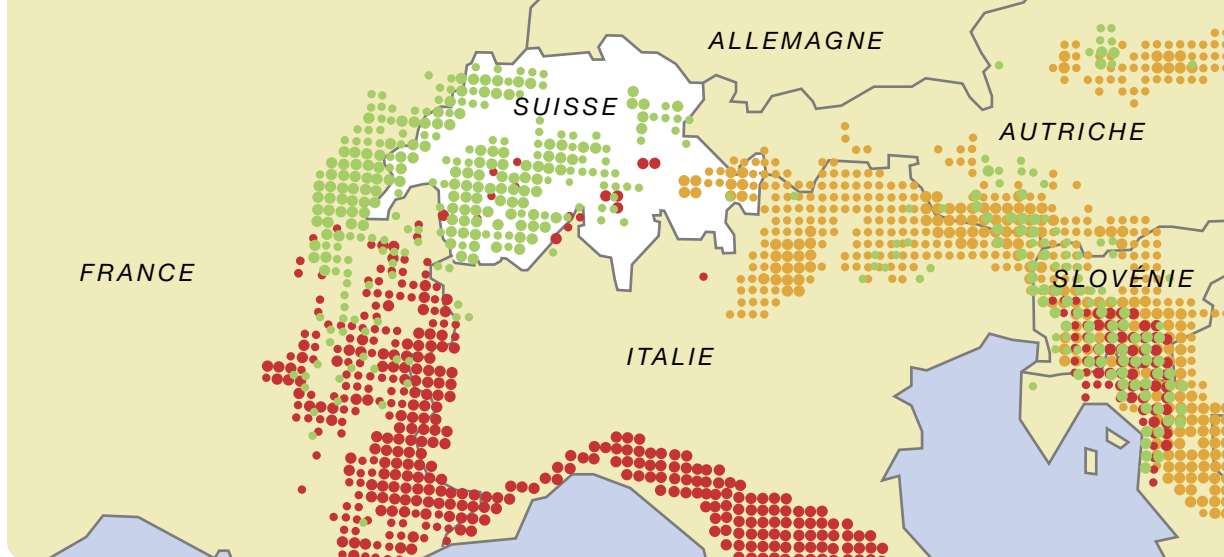 ALLEMAGNE
SUISSE
AUTRICHE
FRANCE
SLOVÉNIE
ITALIE